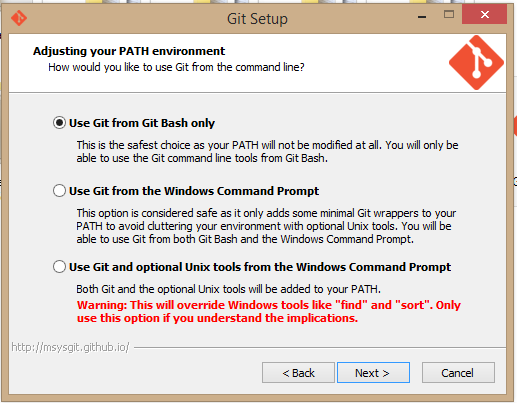 Git Setup
Adjusting your PATH environment
How would you like to use Git from the command line?
Use Git from Git Bash only
This is the safest choice as your PATH will not be modified at all. You will only
be able to use the Git command line tools from Git Bash.
Use Git from the Windows Command Prompt
This option is considered safe as it only adds some minimal Git wrappers to your
PATH to avoid cluttering your environment with optional Unix tools. You will be
able to use Git from both Git Bash and the Windows Command Prompt.
Use Git and optional Unix tools from the Windows Command Prompt
Both Git and the optional Unix tools will be added to your PATH.
Warning: This will override Windows tools like "find" and "sort". Only
use this option if you understand the implications.
http://msysgit.github.io/
< Back
Next >
Cancel